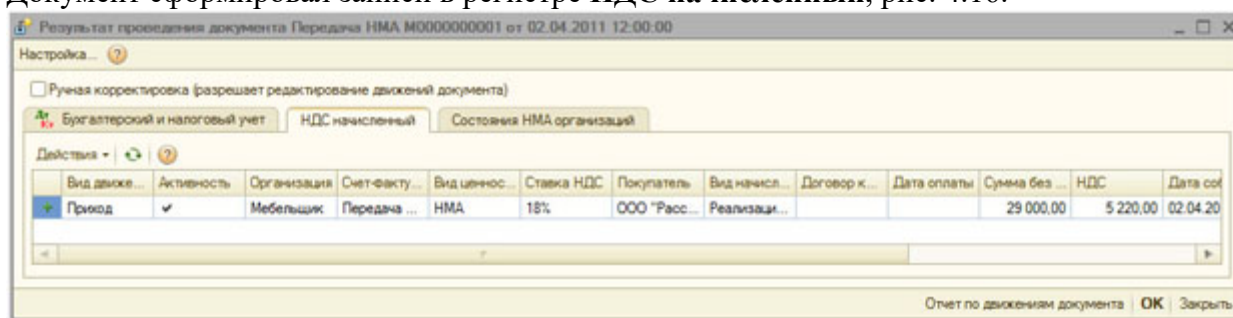 Документ сформировал записи в регистре НДС начисленный, рис. 4.10.
Результат проведения документа Передача НМА М0000000001 от 02.04.2011 12:00:00
Настройка...
Ручная корректировка (разрешает редактирование движений документа)
Бухгалтерский и налоговый учет НДС начисленный Состояния НМА организаций
Действия
Вид движе... Активность Организация Счет-факту... Вид ценнос... Ставка НДС Покупатель Вид начисл... Договор к... Дата оплаты Сумма без ... НДС Дата соб
Приход Мебельщик Передача ... НМА 18% ООО "Расс... Реализаци... 29 000,00 5 220,00 02.04.20
Отчет по движениям документа ОК Закрыть